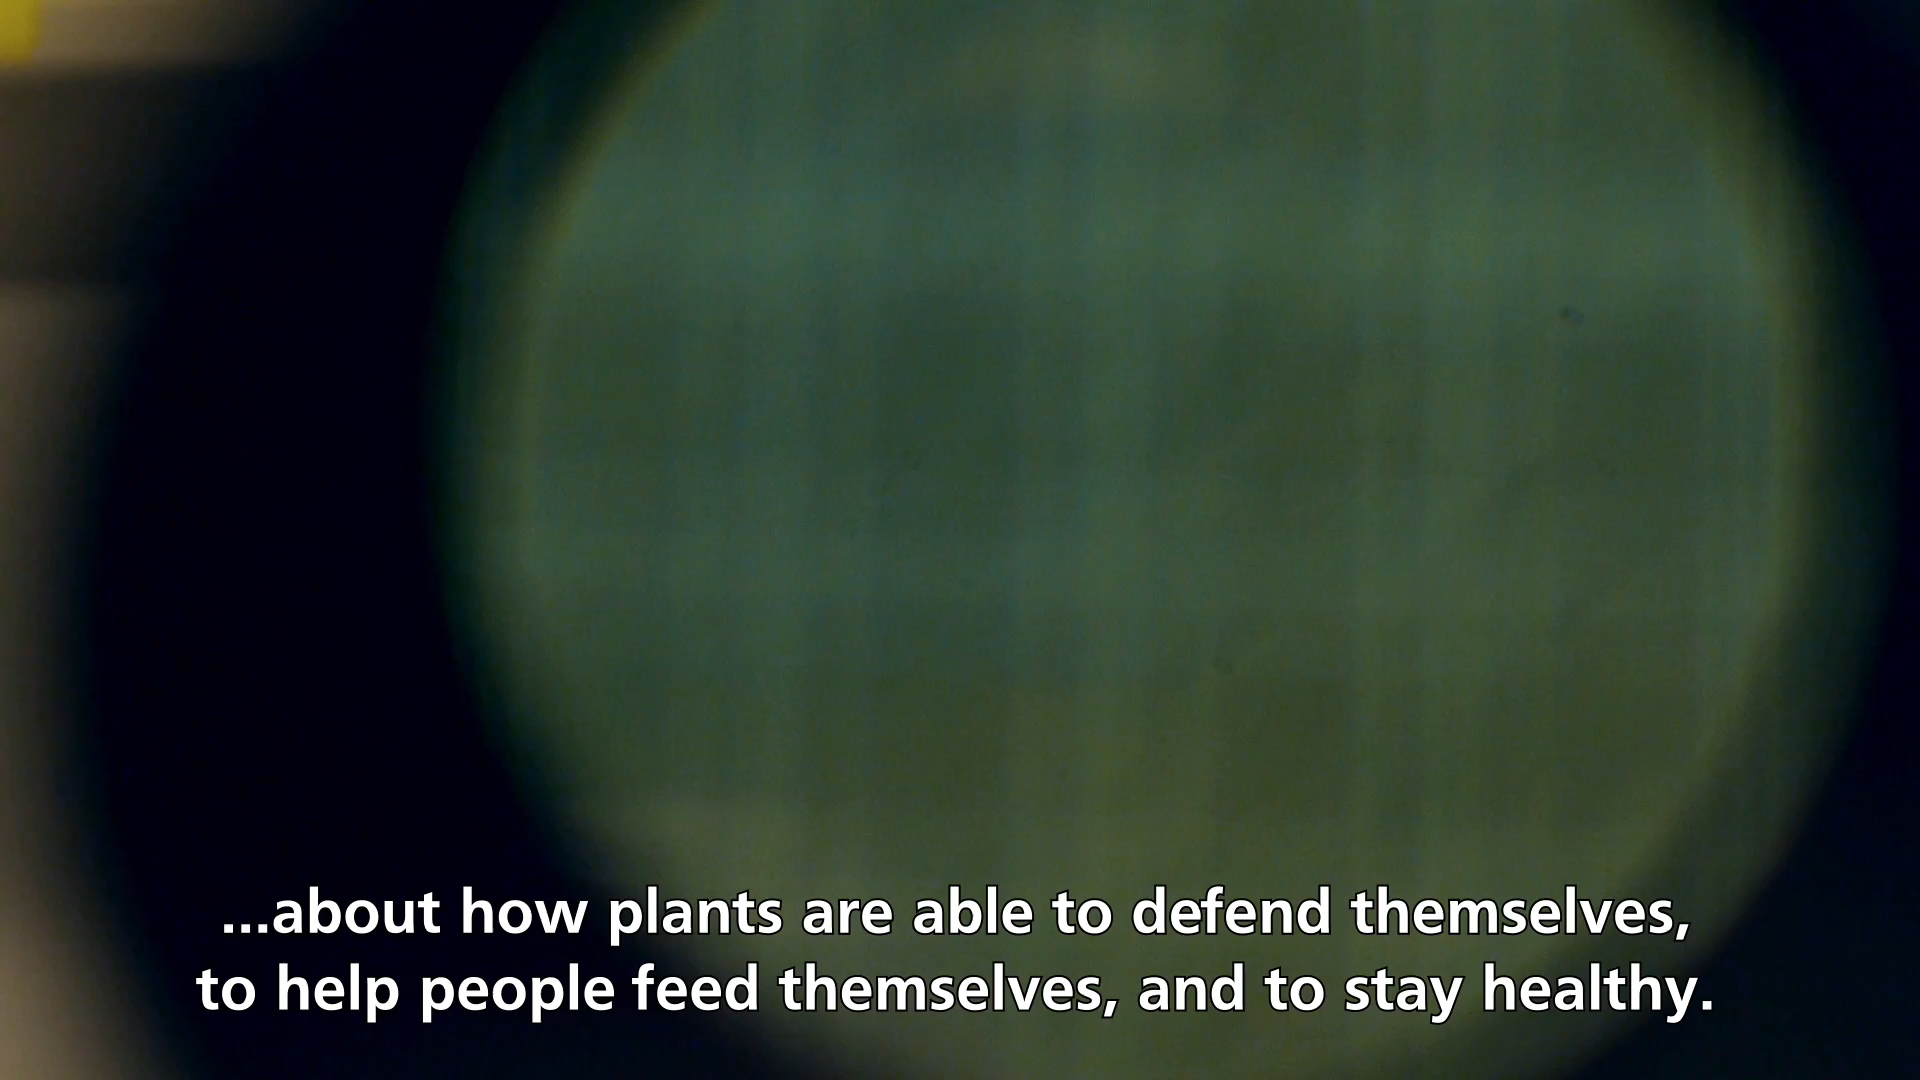 ...about how plants are able to defend themselves,
to help people feed themselves, and to stay healthy.